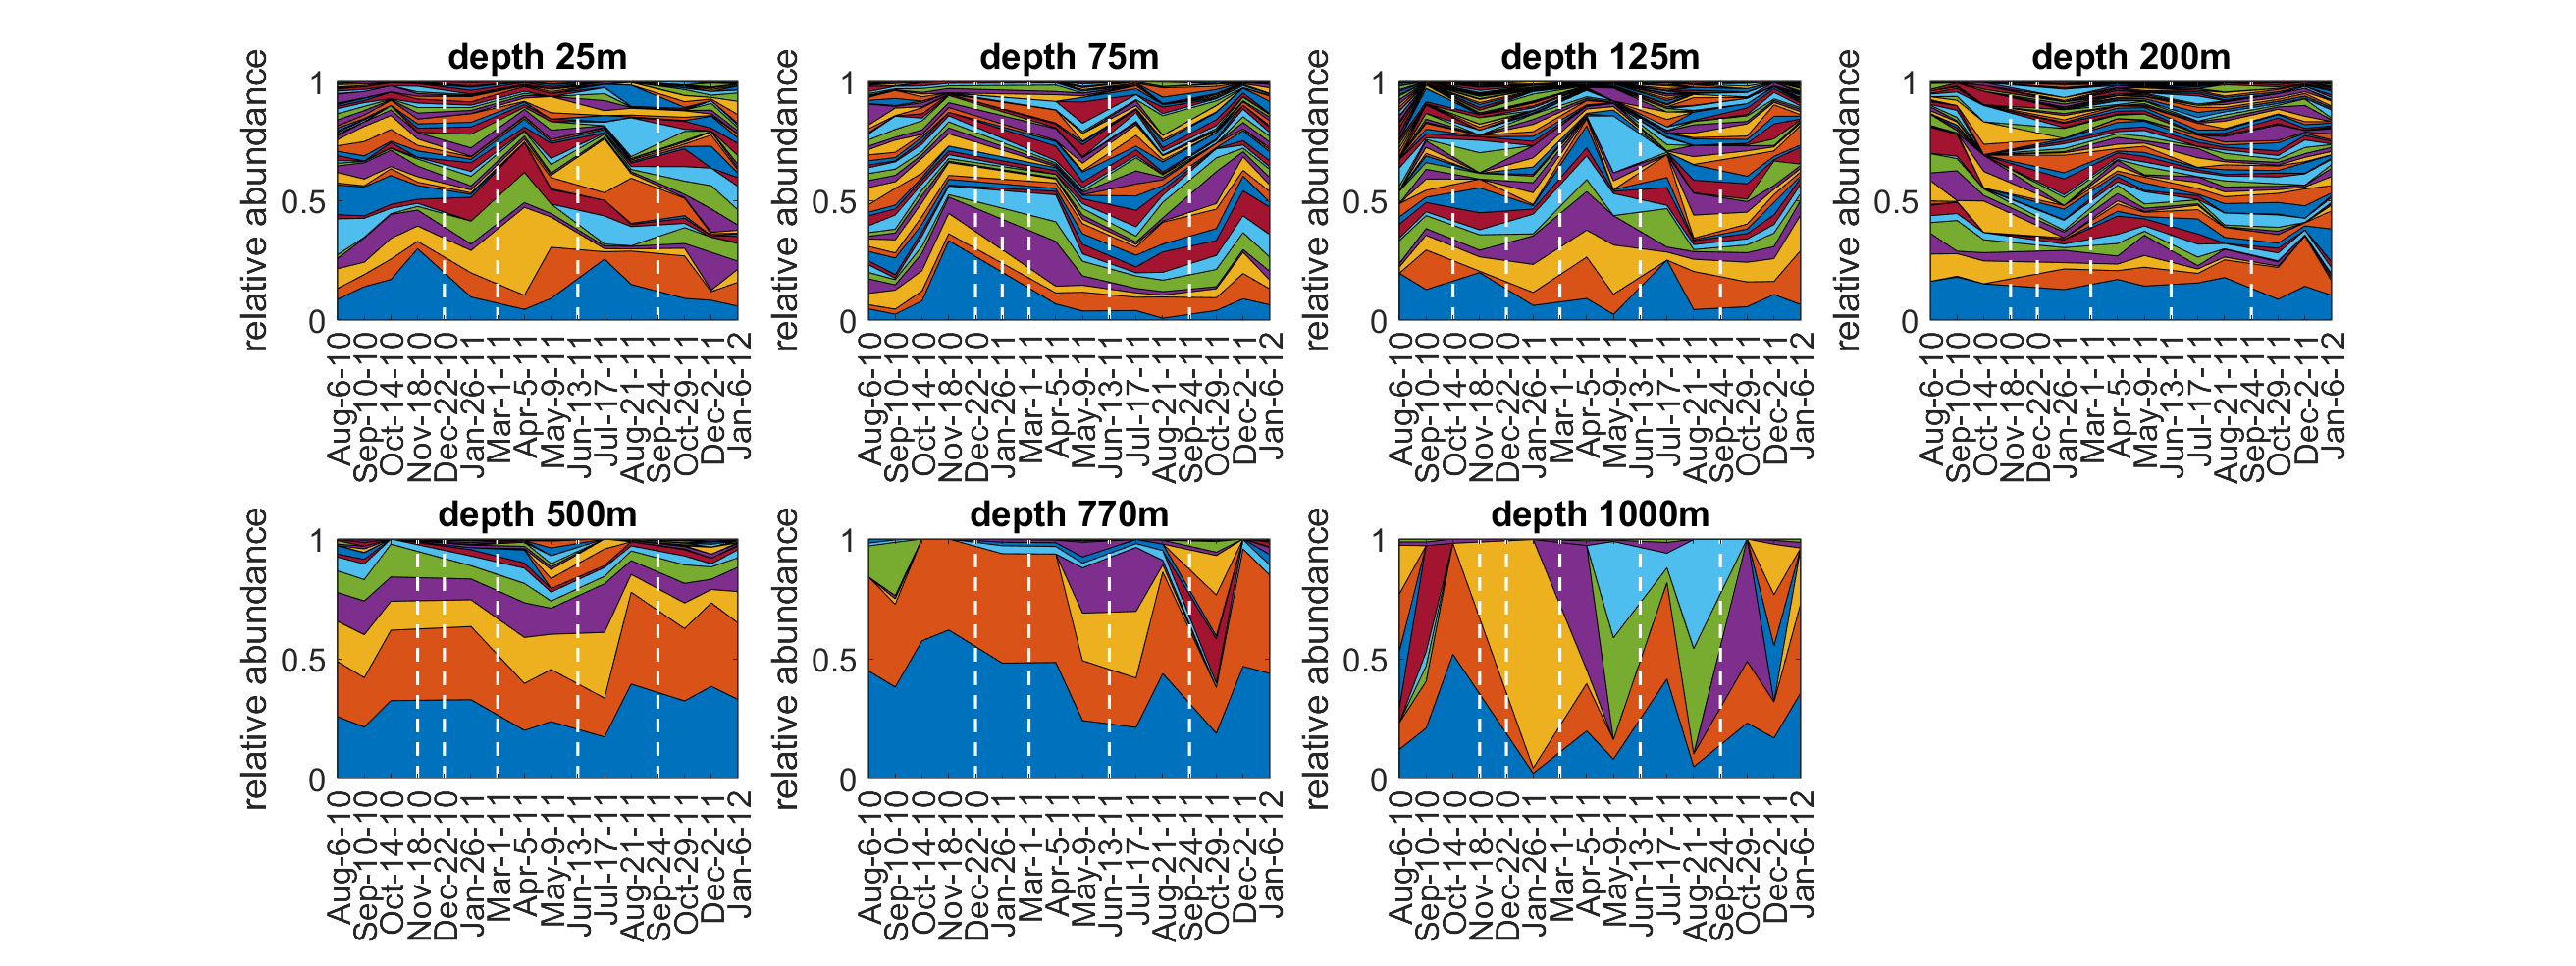 depth 25m
depth 75m
depth 125m
depth 200m
relative abundance
1
0.5
0
Aug-6-10
Sep-10-10
Oct-14-10
Nov-18-10
Dec-22-10
Jan-26-11
Mar-1-11
Apr-5-11
May-9-11
Jun-13-11
Jul-17-11
Aug-21-11
Sep-24-11
Oct-29-11
Dec-2-11
Jan-6-12
relative abundance
1
0.5
0
Aug-6-10
Sep-10-10
Oct-14-10
Nov-18-10
Dec-22-10
Jan-26-11
Mar-1-11
Apr-5-11
May-9-11
Jun-13-11
Jul-17-11
Aug-21-11
Sep-24-11
Oct-29-11
Dec-2-11
Jan-6-12
relative abundance
1
0.5
0
Aug-6-10
Sep-10-10
Oct-14-10
Nov-18-10
Dec-22-10
Jan-26-11
Mar-1-11
Apr-5-11
May-9-11
Jun-13-11
Jul-17-11
Aug-21-11
Sep-24-11
Oct-29-11
Dec-2-11
Jan-6-12
relative abundance
1
0.5
0
Aug-6-10
Sep-10-10
Oct-14-10
Nov-18-10
Dec-22-10
Jan-26-11
Mar-1-11
Apr-5-11
May-9-11
Jun-13-11
Jul-17-11
Aug-21-11
Sep-24-11
Oct-29-11
Dec-2-11
Jan-6-12
depth 500m
depth 770m
depth 1000m
relative abundance
1
0.5
0
Aug-6-10
Sep-10-10
Oct-14-10
Nov-18-10
Dec-22-10
Jan-26-11
Mar-1-11
Apr-5-11
May-9-11
Jun-13-11
Jul-17-11
Aug-21-11
Sep-24-11
Oct-29-11
Dec-2-11
Jan-6-12
relative abundance
1
0.5
0
Aug-6-10
Sep-10-10
Oct-14-10
Nov-18-10
Dec-22-10
Jan-26-11
Mar-1-11
Apr-5-11
May-9-11
Jun-13-11
Jul-17-11
Aug-21-11
Sep-24-11
Oct-29-11
Dec-2-11
Jan-6-12
relative abundance
1
0.5
0
Aug-6-10
Sep-10-10
Oct-14-10
Nov-18-10
Dec-22-10
Jan-26-11
Mar-1-11
Apr-5-11
May-9-11
Jun-13-11
Jul-17-11
Aug-21-11
Sep-24-11
Oct-29-11
Dec-2-11
Jan-6-12